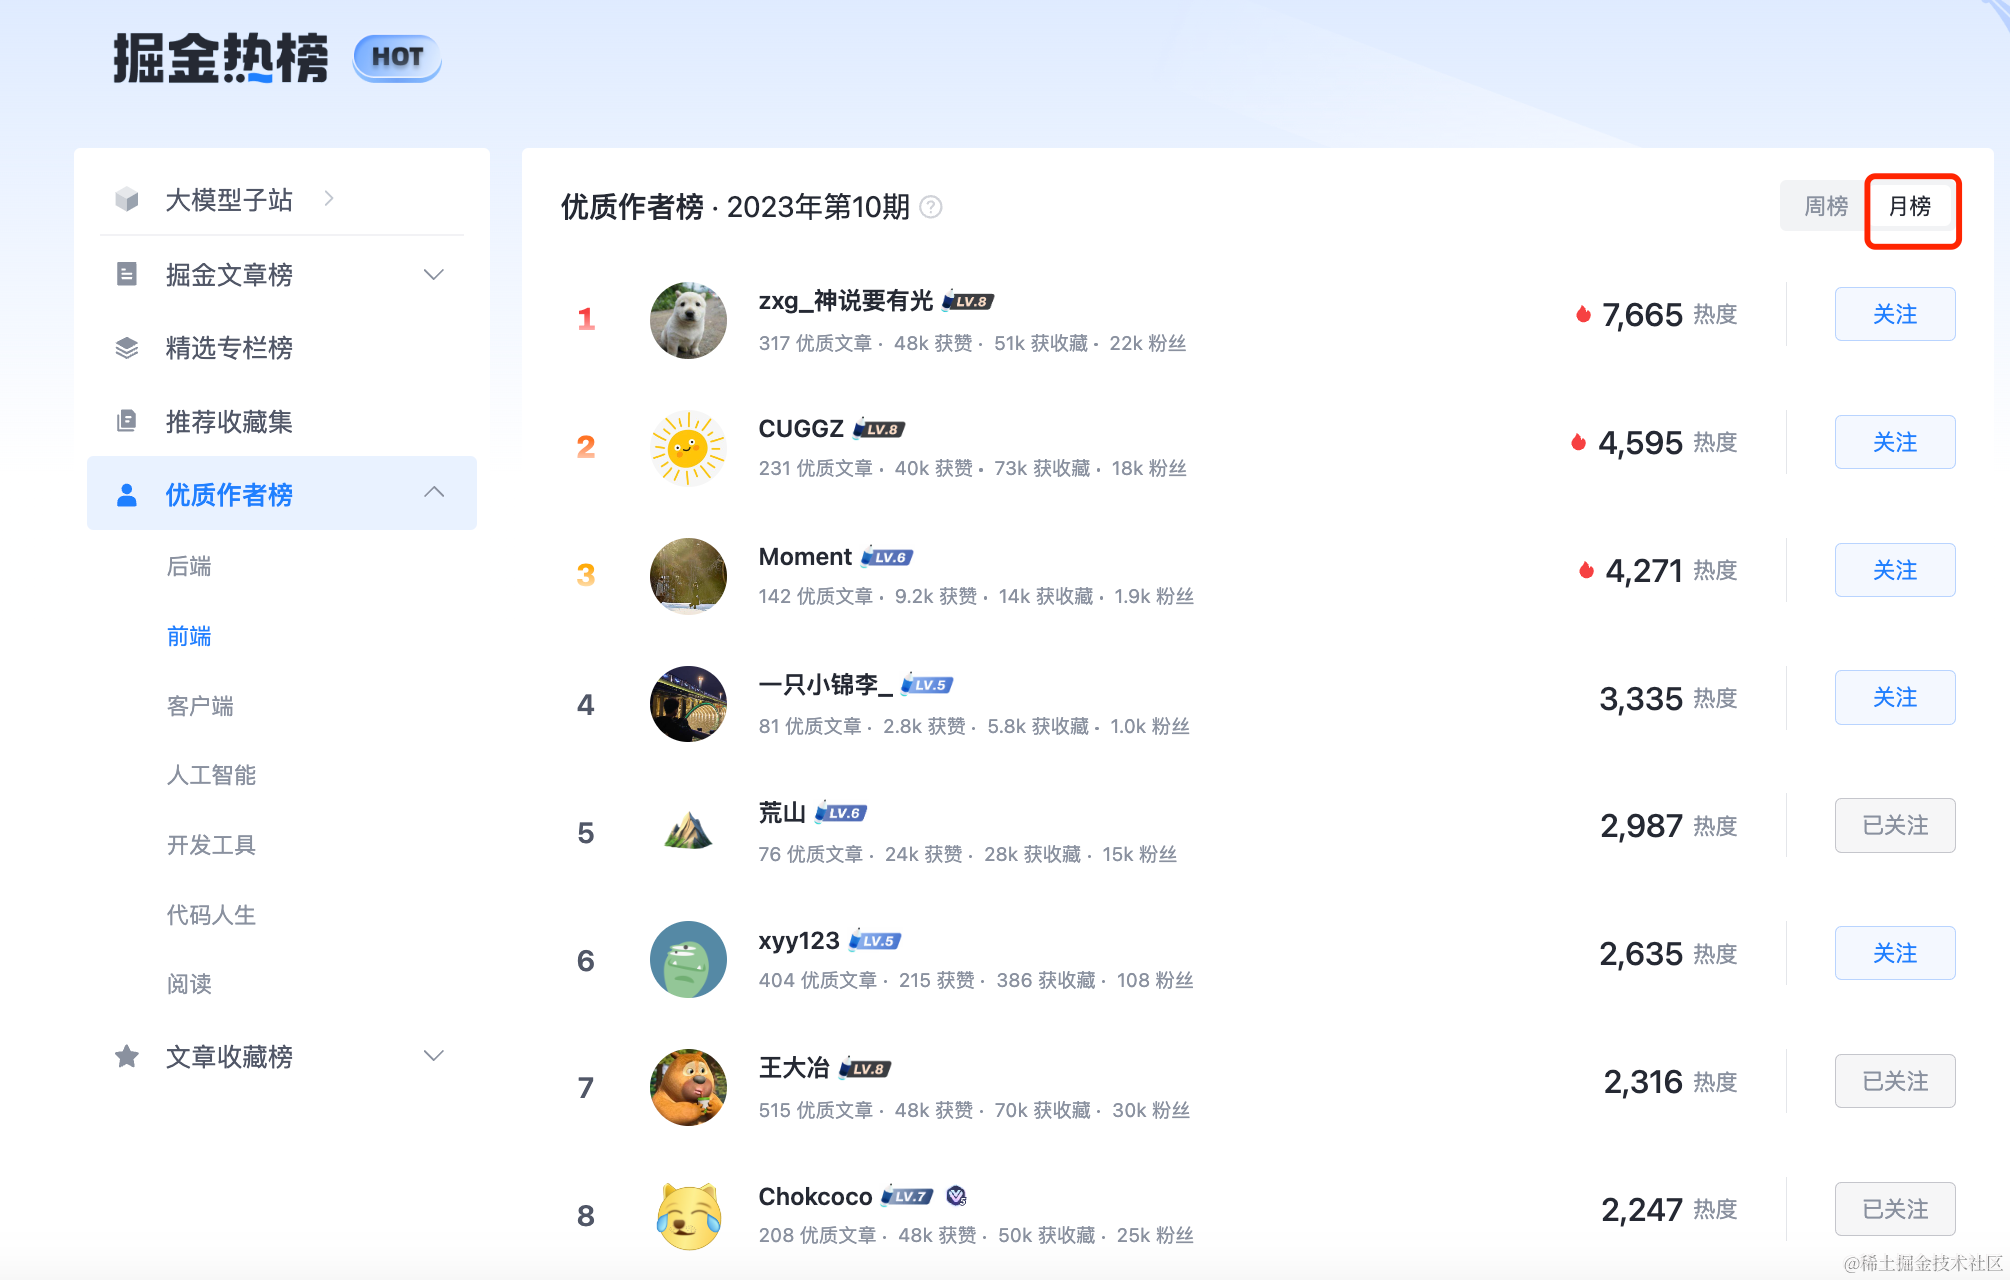 掘金热榜 HOT
大模型子站
掘金文章榜
精选专栏榜
推荐收藏集
优质作者榜
后端
前端
客户端
人工智能
开发工具
代码人生
阅读
文章收藏榜
优质作者榜 · 2023年第10期 ?
周榜 月榜
1 zxg_神说要有光 LV.8 7,665 热度 关注
317 优质文章 · 48k 获赞 · 51k 获收藏 · 22k 粉丝
2 CUGGZ LV.8 4,595 热度 关注
231 优质文章 · 40k 获赞 · 73k 获收藏 · 18k 粉丝
3 Moment LV.6 4,271 热度 关注
142 优质文章 · 9.2k 获赞 · 14k 获收藏 · 1.9k 粉丝
4 一只小锦李_ LV.5 3,335 热度 关注
81 优质文章 · 2.8k 获赞 · 5.8k 获收藏 · 1.0k 粉丝
5 荒山 LV.6 2,987 热度 已关注
76 优质文章 · 24k 获赞 · 28k 获收藏 · 15k 粉丝
6 xyy123 LV.5 2,635 热度 关注
404 优质文章 · 215 获赞 · 386 获收藏 · 108 粉丝
7 王大冶 LV.8 2,316 热度 已关注
515 优质文章 · 48k 获赞 · 70k 获收藏 · 30k 粉丝
8 Chokcoco LV.7 2,247 热度 已关注
208 优质文章 · 48k 获赞 · 50k 获收藏 · 25k 粉丝
@稀土掘金技术社区